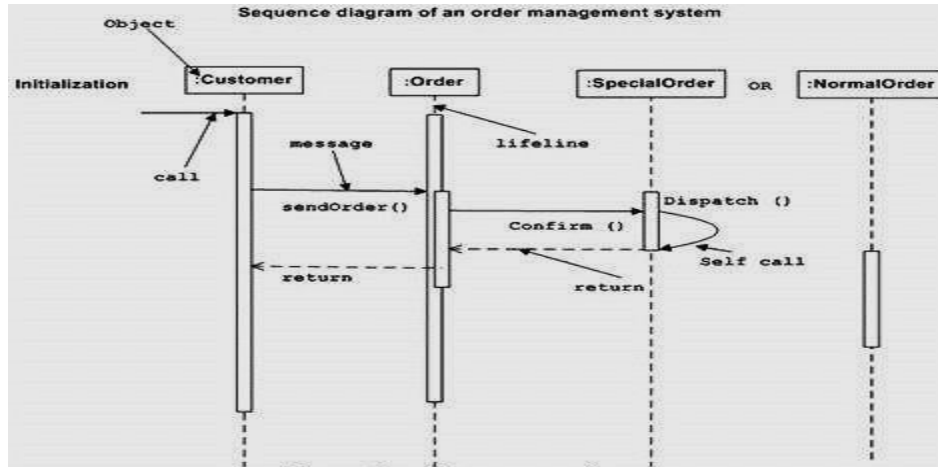 Sequence diagram of an order management system
Object
Initialization
:Customer
:Order
:SpecialOrder
OR
:NormalOrder
message
lifeline
call
sendOrder()
Dispatch ()
Confirm ()
Self call
return
return